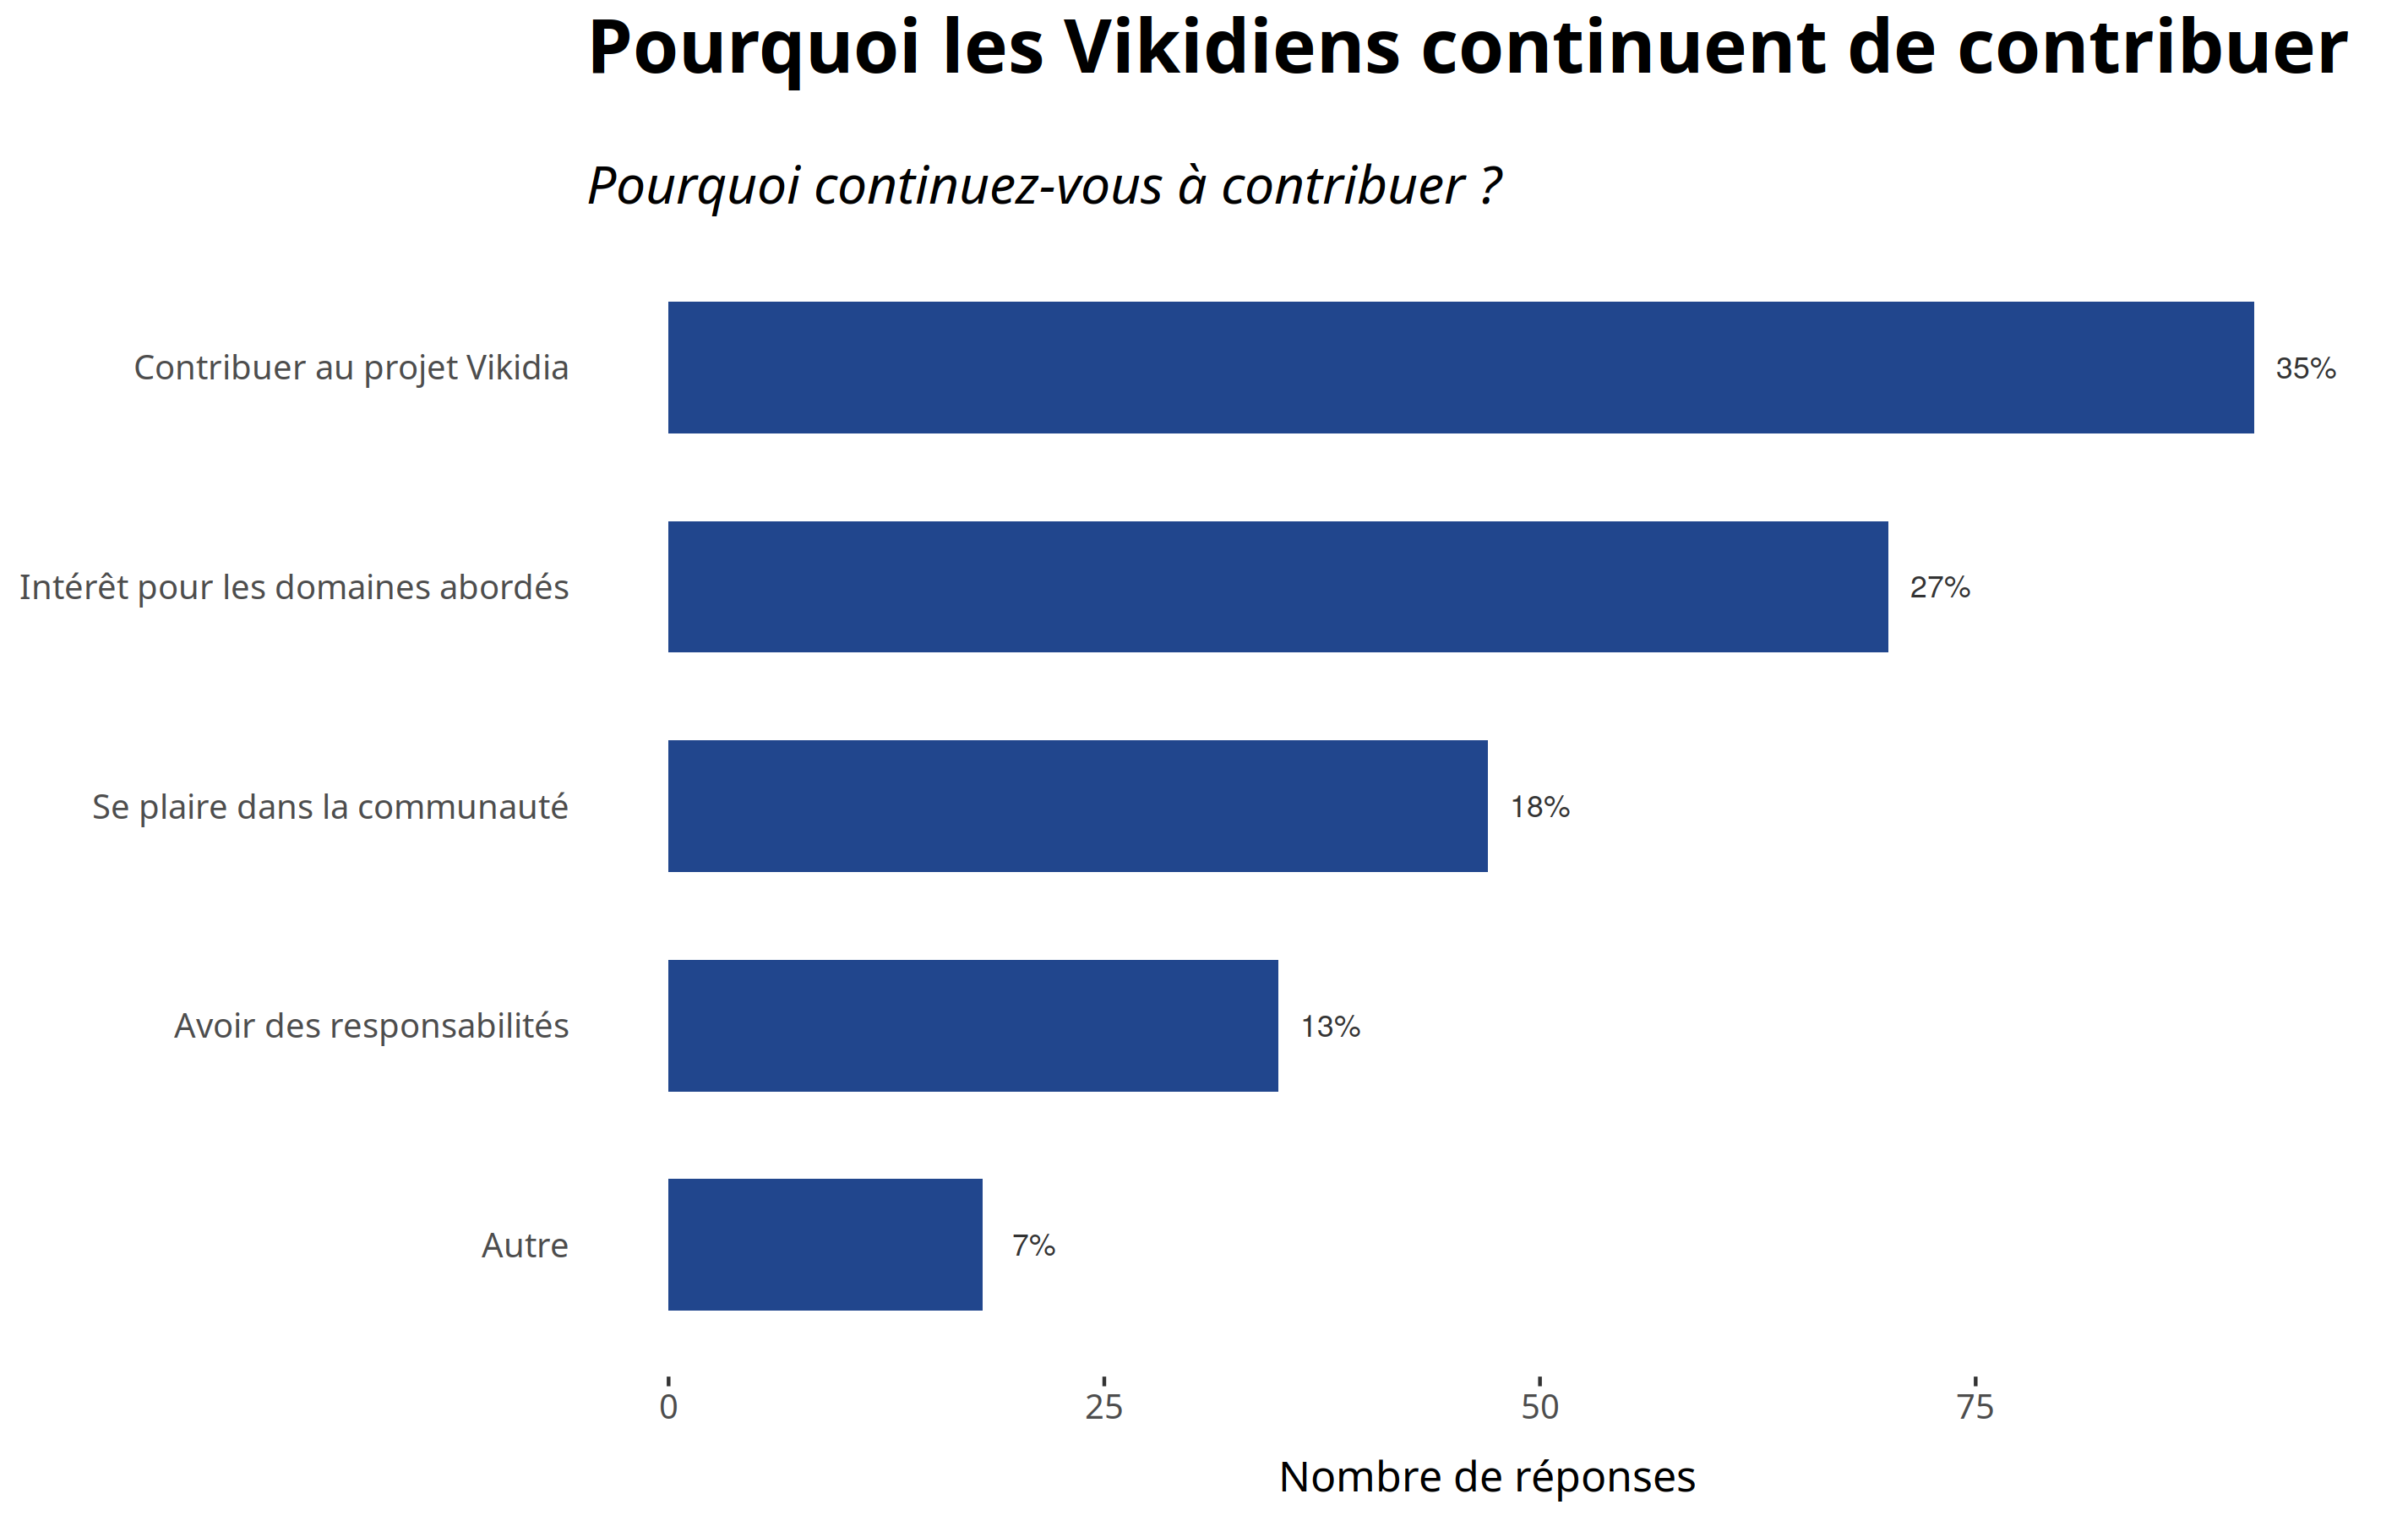 Pourquoi les Vikidiens continuent de contribuer
Pourquoi continuez-vous à contribuer ?
Contribuer au projet Vikidia
35%
Intérêt pour les domaines abordés
27%
Se plaire dans la communauté
18%
Avoir des responsabilités
13%
Autre
7%
0 25 50 75
Nombre de réponses